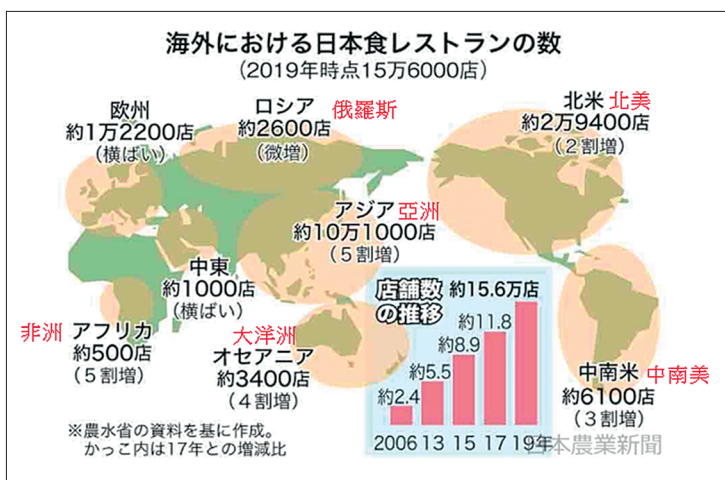 海外における日本食レストランの数
(2019年時点15万6000店)
欧州
約1万2200店
(横ばい)
ロシア 俄羅斯
約2600店
(微増)
北米 北美
約2万9400店
(2割増)
アジア 亞洲
約10万1000店
(5割増)
中東
約1000店
(横ばい)
非洲 アフリカ
約500店
(5割増)
大洋洲
オセアニア
約3400店
(4割増)
中南米 中南美
約6100店
(3割増)
店舗数
の推移
約15.6万店
約11.8
約8.9
約5.5
約2.4
2006 13 15 17 19年
※農水省の資料を基に作成。
かっこ内は17年との増減比
日本農業新聞